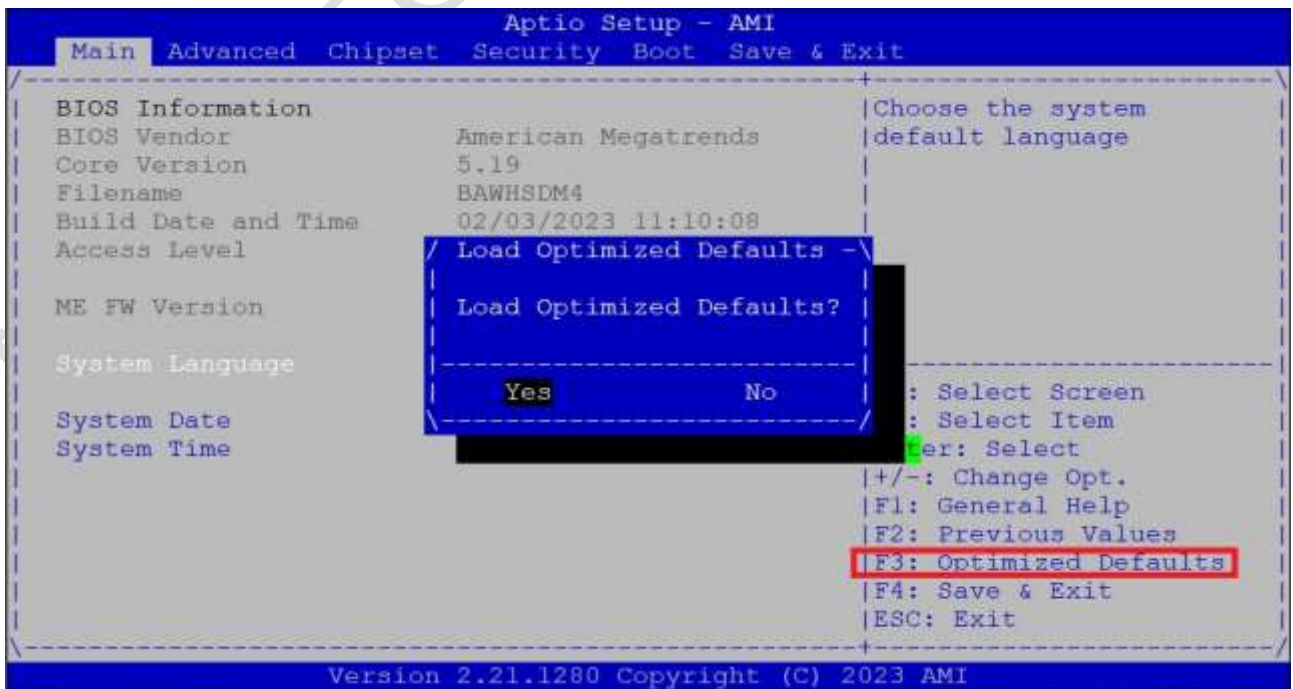 Aptio Setup - AMI
Main Advanced Chipset Security Boot Save & Exit
BIOS Information
BIOS Vendor American Megatrends
Core Version 5.19
Filename BAWHSDM4
Build Date and Time 02/03/2023 11:10:08
Access Level
ME FW Version
System Language
System Date
System Time
Load Optimized Defaults
Load Optimized Defaults?
Yes No
Choose the system
default language
: Select Screen
: Select Item
ter: Select
+/-: Change Opt.
F1: General Help
F2: Previous Values
F3: Optimized Defaults
F4: Save & Exit
ESC: Exit
Version 2.21.1280 Copyright (C) 2023 AMI